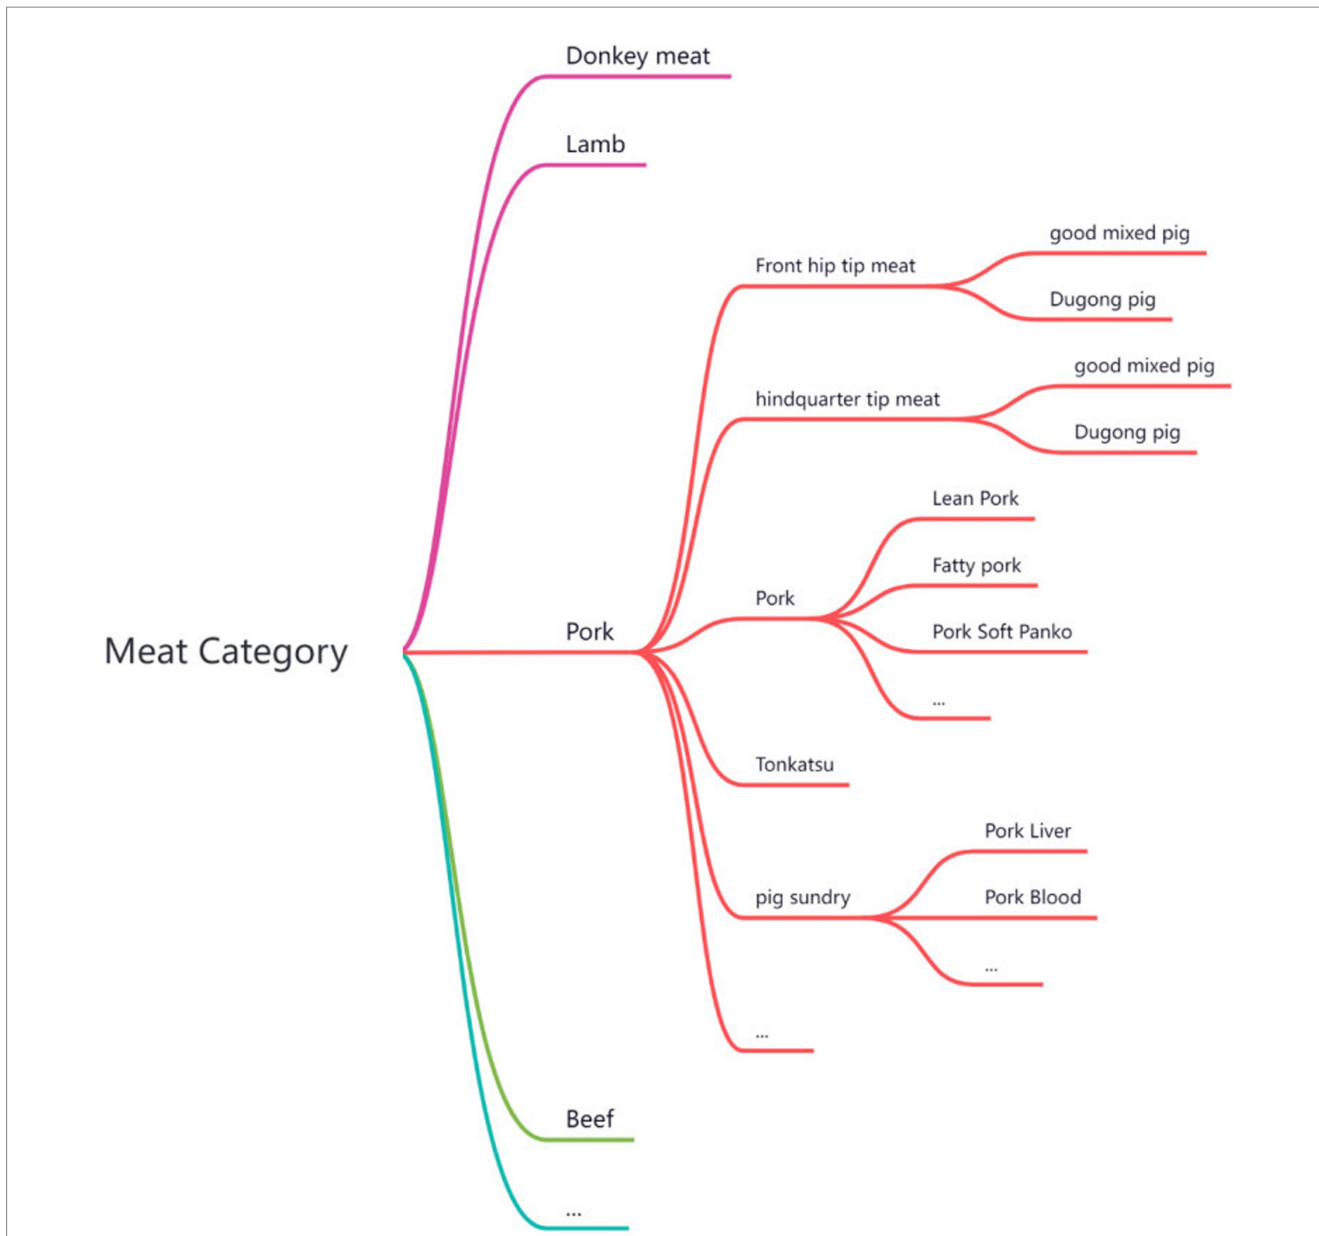 Donkey meat
Lamb
good mixed pig
Front hip tip meat
Dugong pig
good mixed pig
hindquarter tip meat
Dugong pig
Lean Pork
Fatty pork
Pork
Pork Soft Panko
Meat Category
Pork
...
Tonkatsu
Pork Liver
pig sundry
Pork Blood
...
...
Beef
...